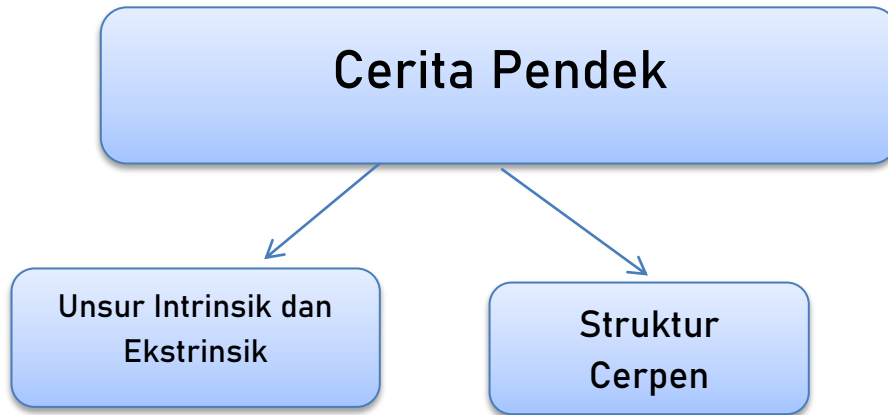 Cerita Pendek
Unsur Intrinsik dan
Ekstrinsik
Struktur
Cerpen